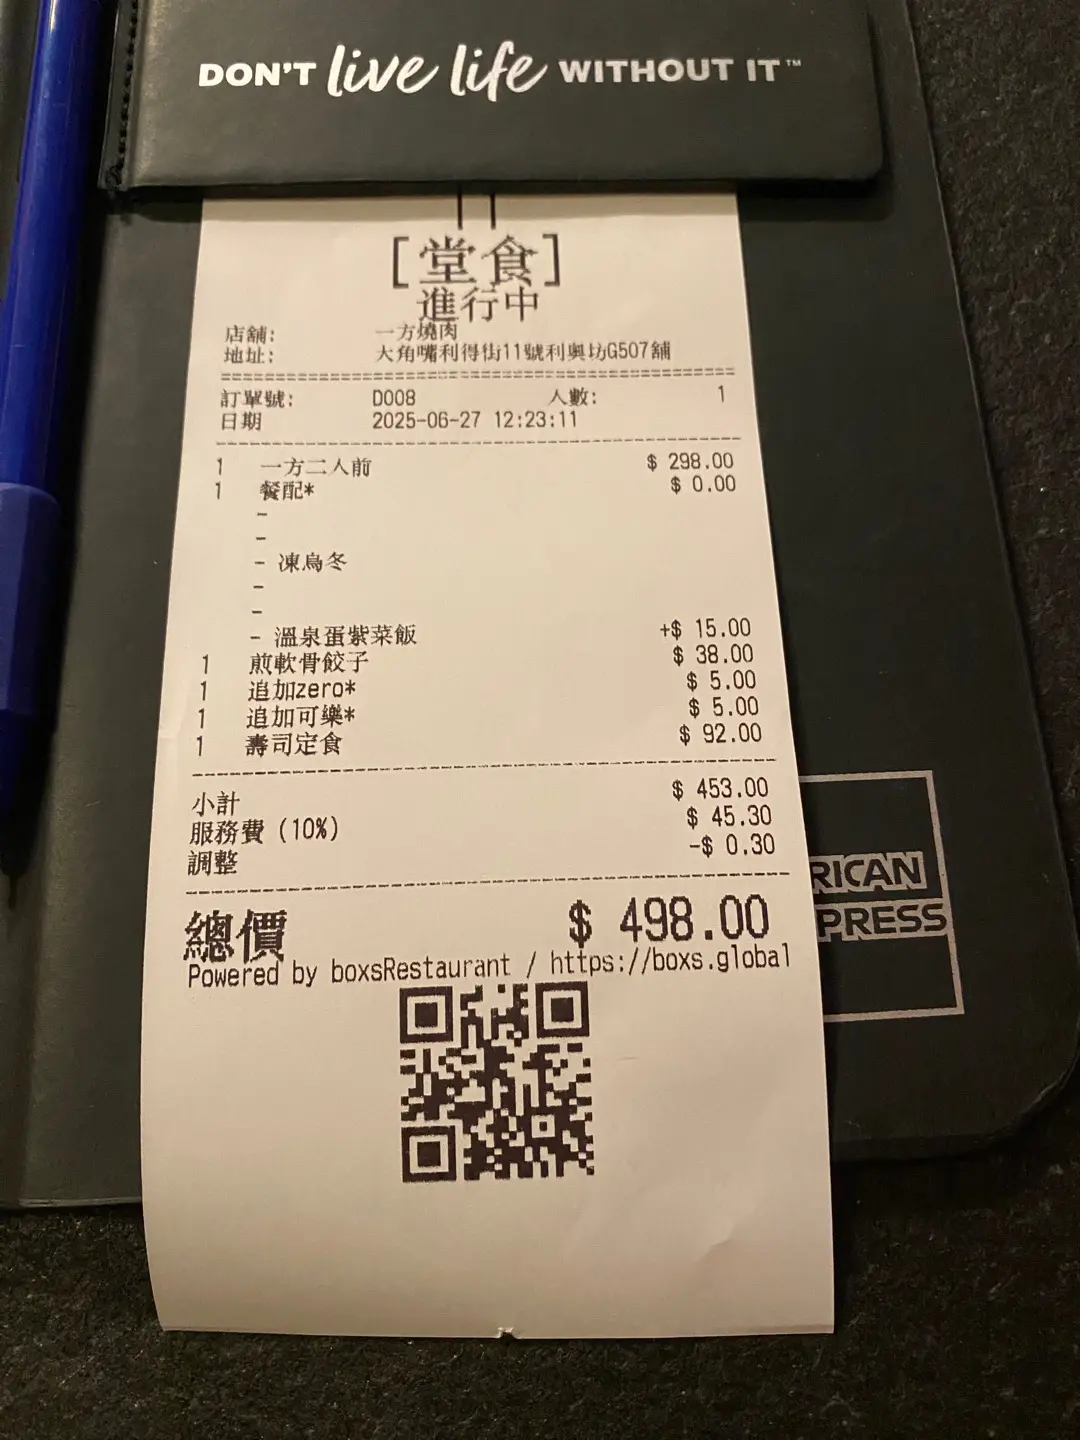 DON'T live life WITHOUT IT™
[堂食]
進行中
店舖: 一方燒肉
地址: 大角嘴利得街11號利奧坊G507舖
訂單號: D008 人數: 1
日期 2025-06-27 12:23:11
1 一方二人前 $ 298.00
1 餐配* $ 0.00
-
-
- 凍烏冬
-
-
- 溫泉蛋紫菜飯 +$ 15.00
1 煎軟骨餃子 $ 38.00
1 追加zero* $ 5.00
1 追加可樂* $ 5.00
1 壽司定食 $ 92.00
小計 $ 453.00
服務費 (10%) $ 45.30
調整 -$ 0.30
總價 $ 498.00
Powered by boxsRestaurant / https://boxs.global
RICAN
PRESS